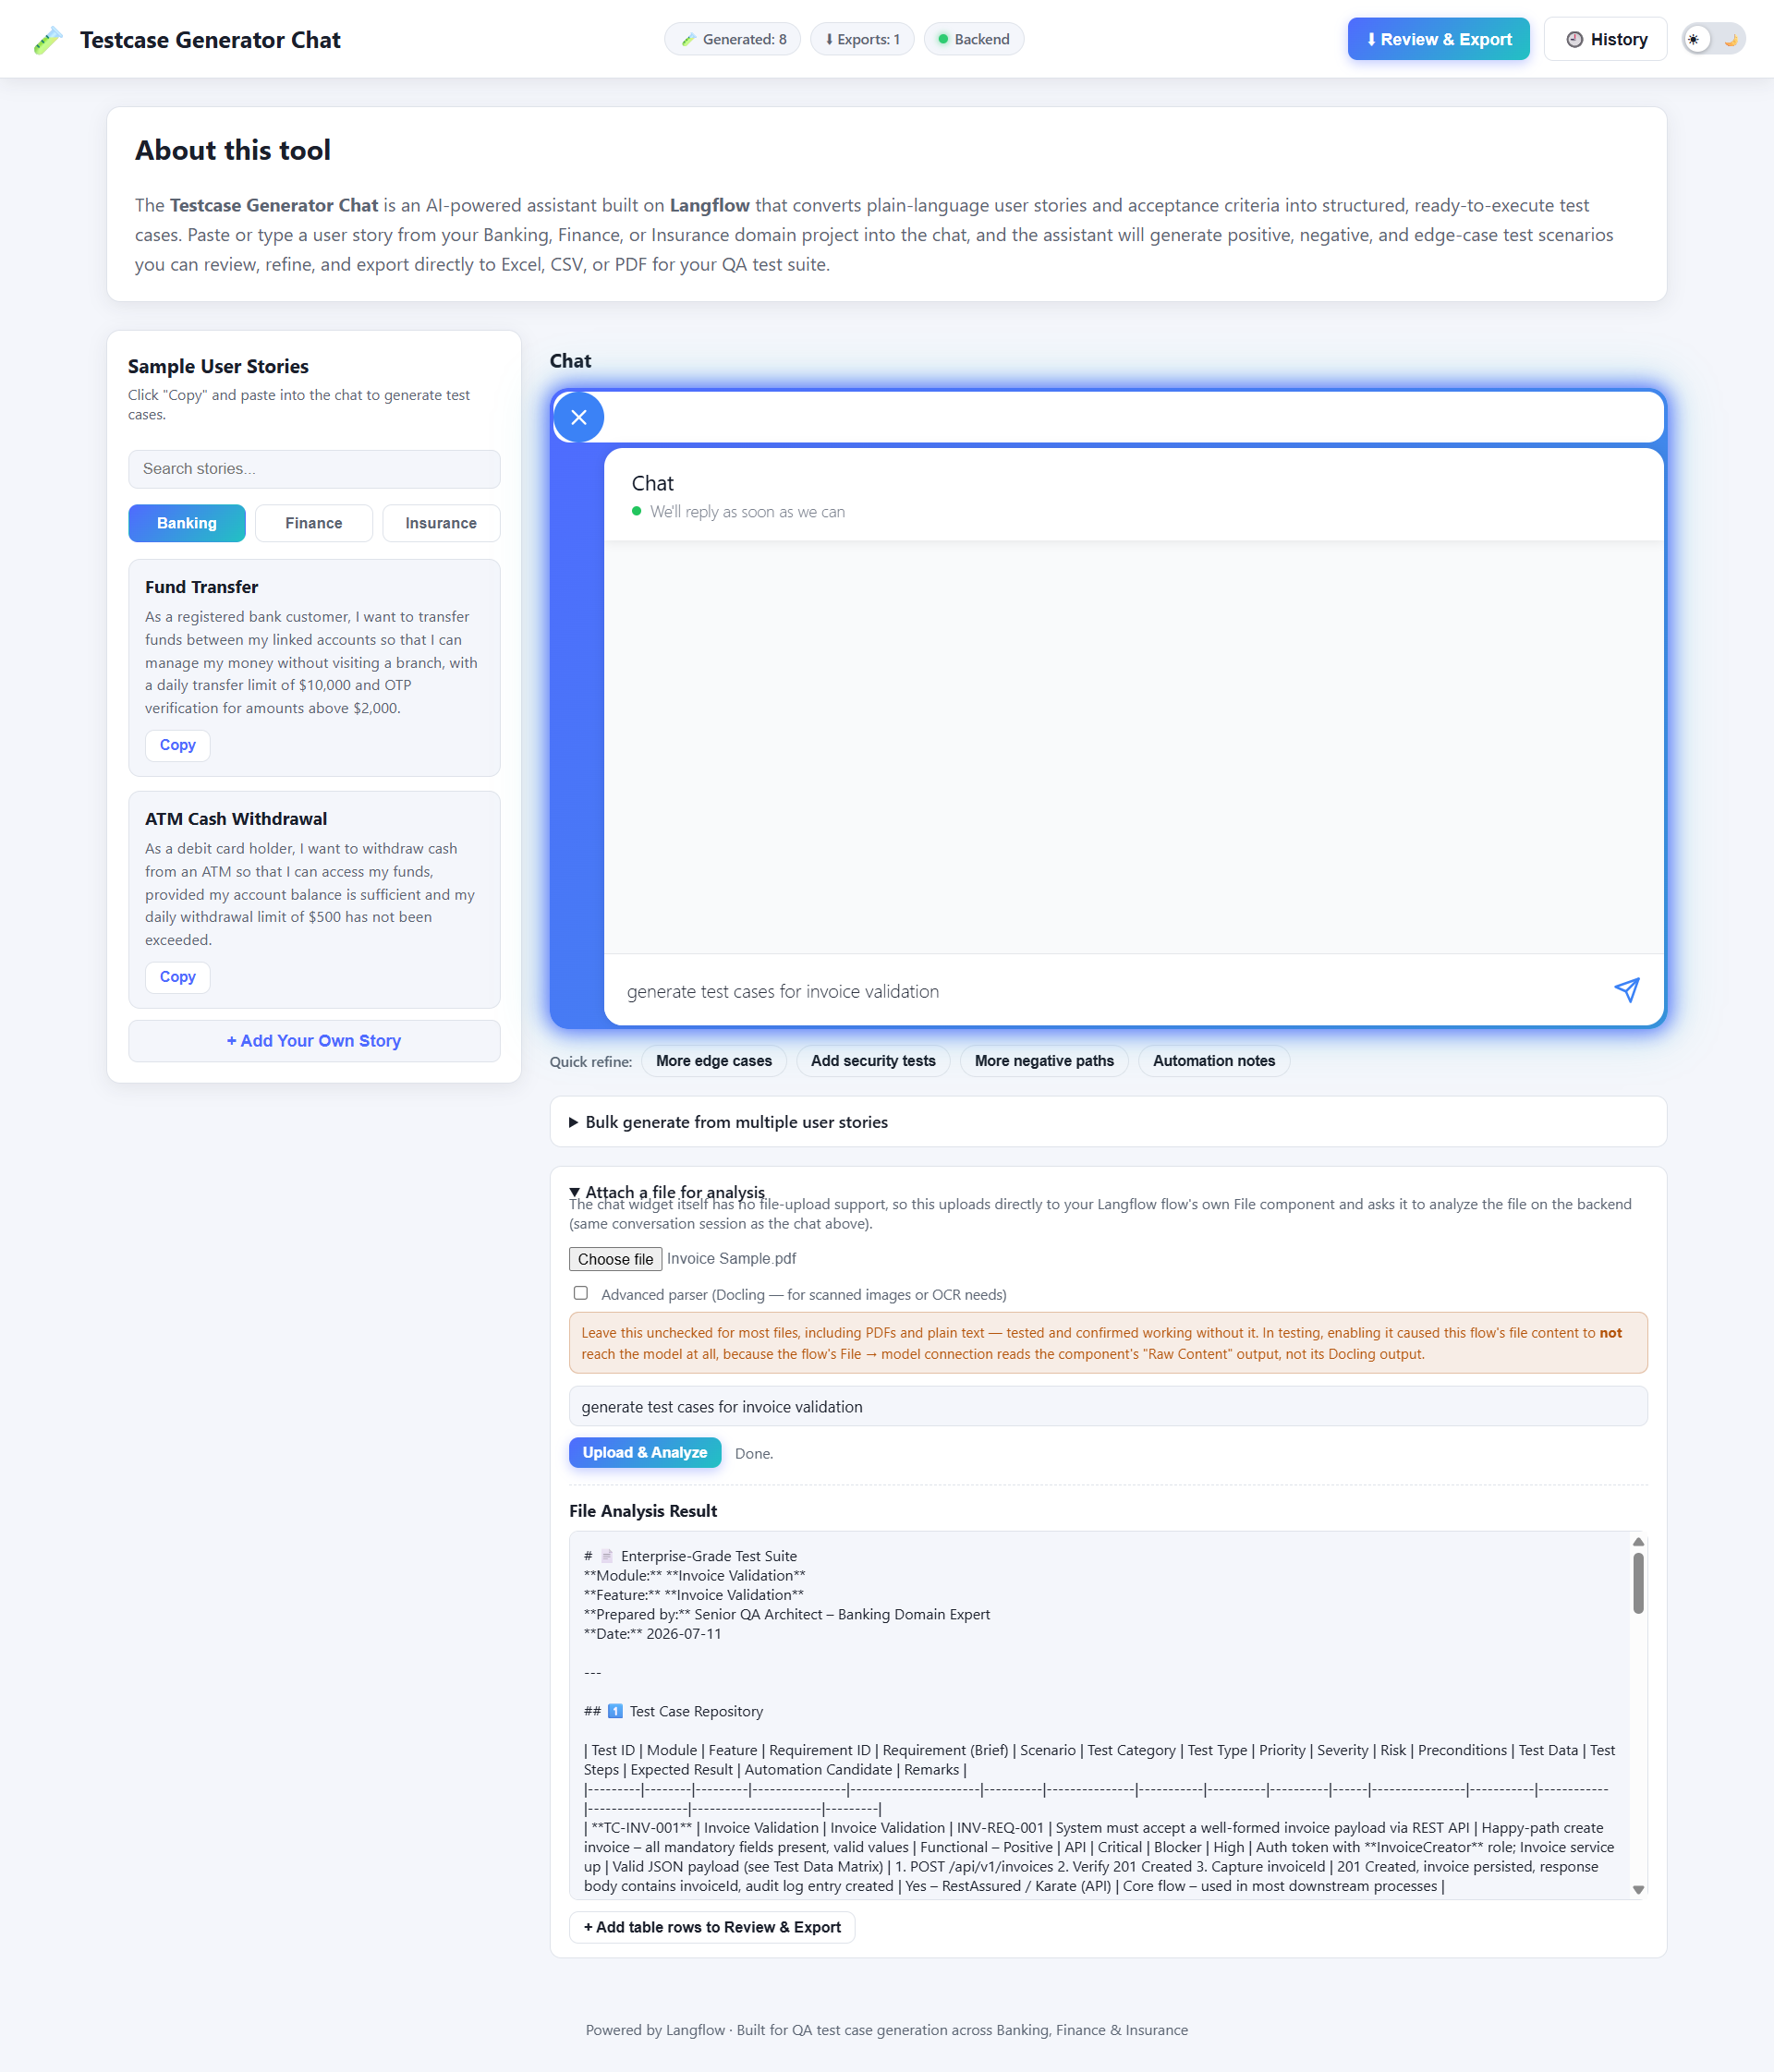 Testcase Generator Chat
Generated: 8
⬇ Exports: 1
Backend
⬇ Review & Export
History
About this tool
The Testcase Generator Chat is an AI-powered assistant built on Langflow that converts plain-language user stories and acceptance criteria into structured, ready-to-execute test
cases. Paste or type a user story from your Banking, Finance, or Insurance domain project into the chat, and the assistant will generate positive, negative, and edge-case test scenarios
you can review, refine, and export directly to Excel, CSV, or PDF for your QA test suite.
Sample User Stories
Click "Copy" and paste into the chat to generate test
cases.
Search stories...
Banking
Finance
Insurance
Fund Transfer
As a registered bank customer, I want to transfer
funds between my linked accounts so that I can
manage my money without visiting a branch, with
a daily transfer limit of $10,000 and OTP
verification for amounts above $2,000.
Copy
ATM Cash Withdrawal
As a debit card holder, I want to withdraw cash
from an ATM so that I can access my funds,
provided my account balance is sufficient and my
daily withdrawal limit of $500 has not been
exceeded.
Copy
+ Add Your Own Story
Chat
Chat
We'll reply as soon as we can
generate test cases for invoice validation
Quick refine:
More edge cases
Add security tests
More negative paths
Automation notes
▶ Bulk generate from multiple user stories
▼ Attach a file for analysis
The chat widget itself has no file-upload support, so this uploads directly to your Langflow flow's own File component and asks it to analyze the file on the backend
(same conversation session as the chat above).
Choose file Invoice Sample.pdf
Advanced parser (Docling — for scanned images or OCR needs)
Leave this unchecked for most files, including PDFs and plain text — tested and confirmed working without it. In testing, enabling it caused this flow's file content to not
reach the model at all, because the flow's File → model connection reads the component's "Raw Content" output, not its Docling output.
generate test cases for invoice validation
Upload & Analyze
Done.
File Analysis Result
# 📄 Enterprise-Grade Test Suite
**Module:** **Invoice Validation**
**Feature:** **Invoice Validation**
**Prepared by:** Senior QA Architect – Banking Domain Expert
**Date:** 2026-07-11
---
## 1️⃣ Test Case Repository
| Test ID | Module | Feature | Requirement ID | Requirement (Brief) | Scenario | Test Category | Test Type | Priority | Severity | Risk | Preconditions | Test Data | Test
Steps | Expected Result | Automation Candidate | Remarks |
|---------|--------|---------|----------------|----------------------|----------|---------------|-----------|----------|----------|------|---------------|-----------|------------
|-----------------|----------------------|---------|
| **TC-INV-001** | Invoice Validation | Invoice Validation | INV-REQ-001 | System must accept a well-formed invoice payload via REST API | Happy-path create
invoice – all mandatory fields present, valid values | Functional – Positive | API | Critical | Blocker | High | Auth token with **InvoiceCreator** role; Invoice service
up | Valid JSON payload (see Test Data Matrix) | 1. POST /api/v1/invoices 2. Verify 201 Created 3. Capture invoiceId | 201 Created, invoice persisted, response
body contains invoiceId, audit log entry created | Yes – RestAssured / Karate (API) | Core flow – used in most downstream processes |
+ Add table rows to Review & Export
Powered by Langflow · Built for QA test case generation across Banking, Finance & Insurance